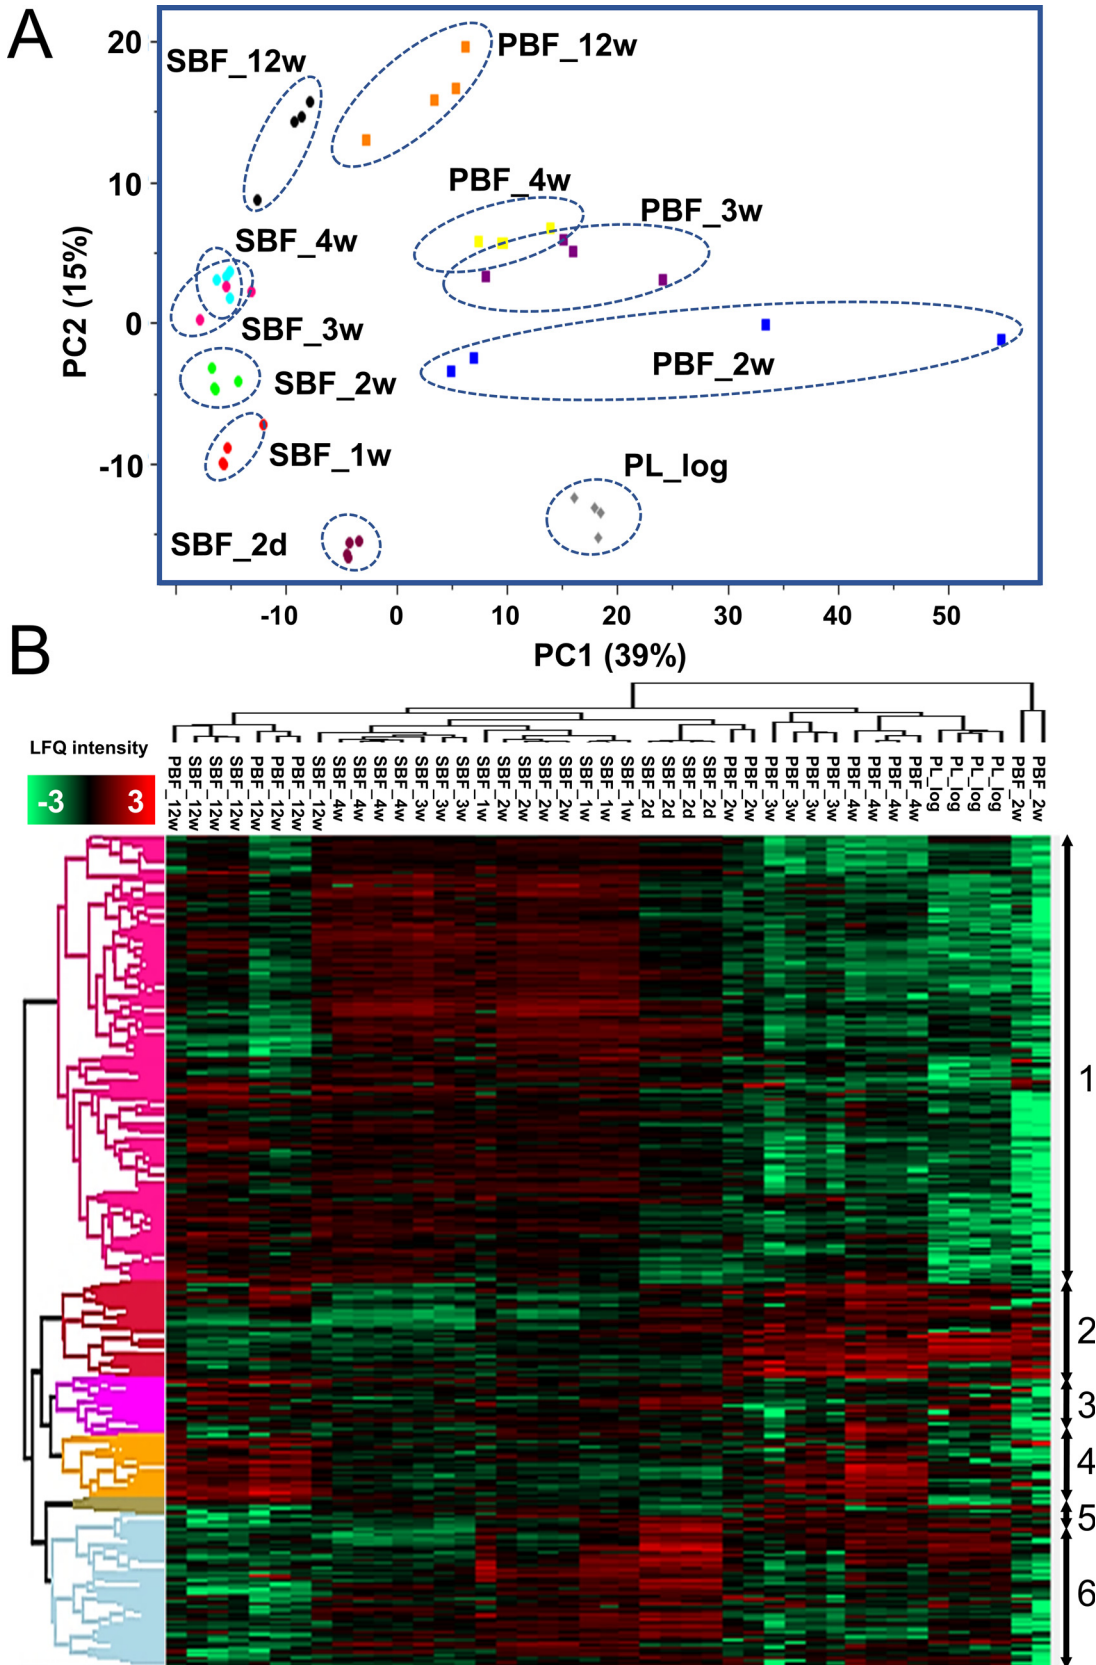 A
20
10
0
-10
PC2 (15%)
SBF_12w
PBF_12w
PBF_4w
PBF_3w
SBF_4w
SBF_3w
PBF_2w
SBF_2w
SBF_1w
PL_log
SBF_2d
-10 0 10 20 30 40 50
PC1 (39%)
B
LFQ intensity
-3 3
PBF_12w
SBF_12w
SBF_12w
SBF_12w
PBF_12w
PBF_12w
PBF_12w
SBF_12w
SBF_4w
SBF_4w
SBF_4w
SBF_4w
SBF_3w
SBF_3w
SBF_3w
SBF_1w
SBF_2w
SBF_2w
SBF_2w
SBF_2w
SBF_1w
SBF_1w
SBF_1w
SBF_2d
SBF_2d
SBF_2d
SBF_2d
PBF_2w
PBF_2w
PBF_3w
PBF_3w
PBF_3w
PBF_3w
PBF_4w
PBF_4w
PBF_4w
PBF_4w
PL_log
PL_log
PL_log
PL_log
PBF_2w
PBF_2w
1
2
3
4
5
6